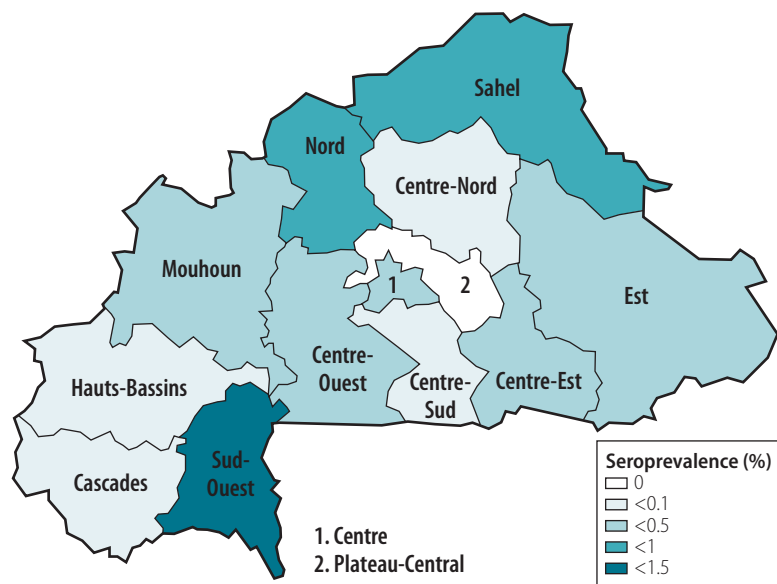 Sahel
Nord
Centre-Nord
Mouhoun
1
2
Est
Centre-
Ouest
Hauts-Bassins
Centre-
Sud
Centre-Est
Cascades
Sud-
Ouest
1. Centre
2. Plateau-Central
Seroprevalence (%)
0
<0.1
<0.5
<1
<1.5